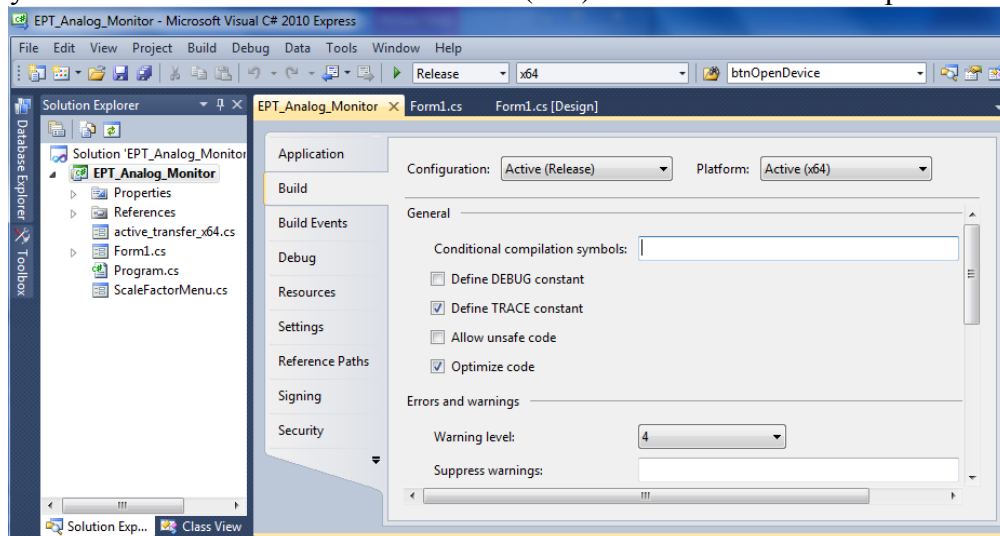 EPT_Analog_Monitor - Microsoft Visual C# 2010 Express
File Edit View Project Build Debug Data Tools Window Help
Release x64 btnOpenDevice
Solution Explorer
EPT_Analog_Monitor Form1.cs Form1.cs [Design]
Database Explorer
Toolbox
Solution 'EPT_Analog_Monitor
EPT_Analog_Monitor
Properties
References
active_transfer_x64.cs
Form1.cs
Program.cs
ScaleFactorMenu.cs
Solution Exp... Class View
Application
Build
Build Events
Debug
Resources
Settings
Reference Paths
Signing
Security
Configuration: Active (Release) Platform: Active (x64)
General
Conditional compilation symbols:
Define DEBUG constant
Define TRACE constant
Allow unsafe code
Optimize code
Errors and warnings
Warning level: 4
Suppress warnings: